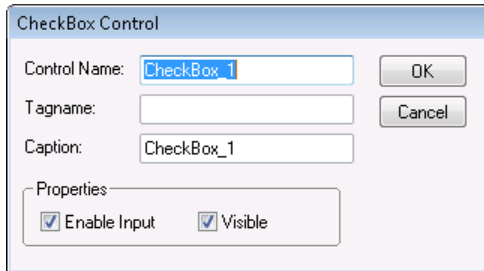 CheckBox Control
Control Name: CheckBox_1 OK
Tagname: Cancel
Caption: CheckBox_1
Properties
Enable Input Visible